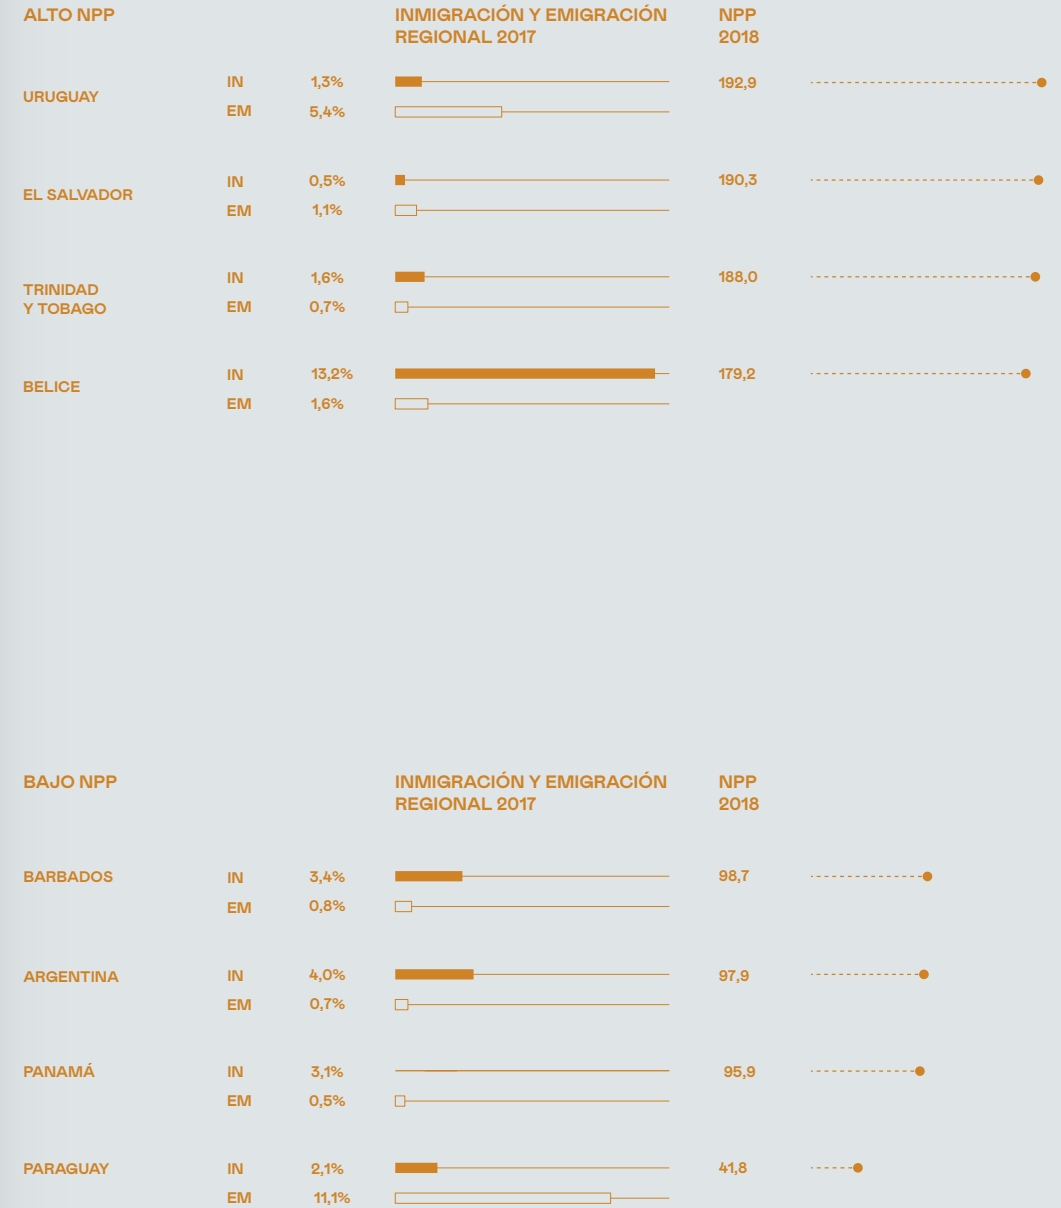 ALTO NPP
INMIGRACIÓN Y EMIGRACIÓN
REGIONAL 2017
NPP
2018
URUGUAY
IN 1,3%
EM 5,4%
192,9
EL SALVADOR
IN 0,5%
EM 1,1%
190,3
TRINIDAD
Y TOBAGO
IN 1,6%
EM 0,7%
188,0
BELICE
IN 13,2%
EM 1,6%
179,2
BAJO NPP
INMIGRACIÓN Y EMIGRACIÓN
REGIONAL 2017
NPP
2018
BARBADOS
IN 3,4%
EM 0,8%
98,7
ARGENTINA
IN 4,0%
EM 0,7%
97,9
PANAMÁ
IN 3,1%
EM 0,5%
95,9
PARAGUAY
IN 2,1%
EM 11,1%
41,8